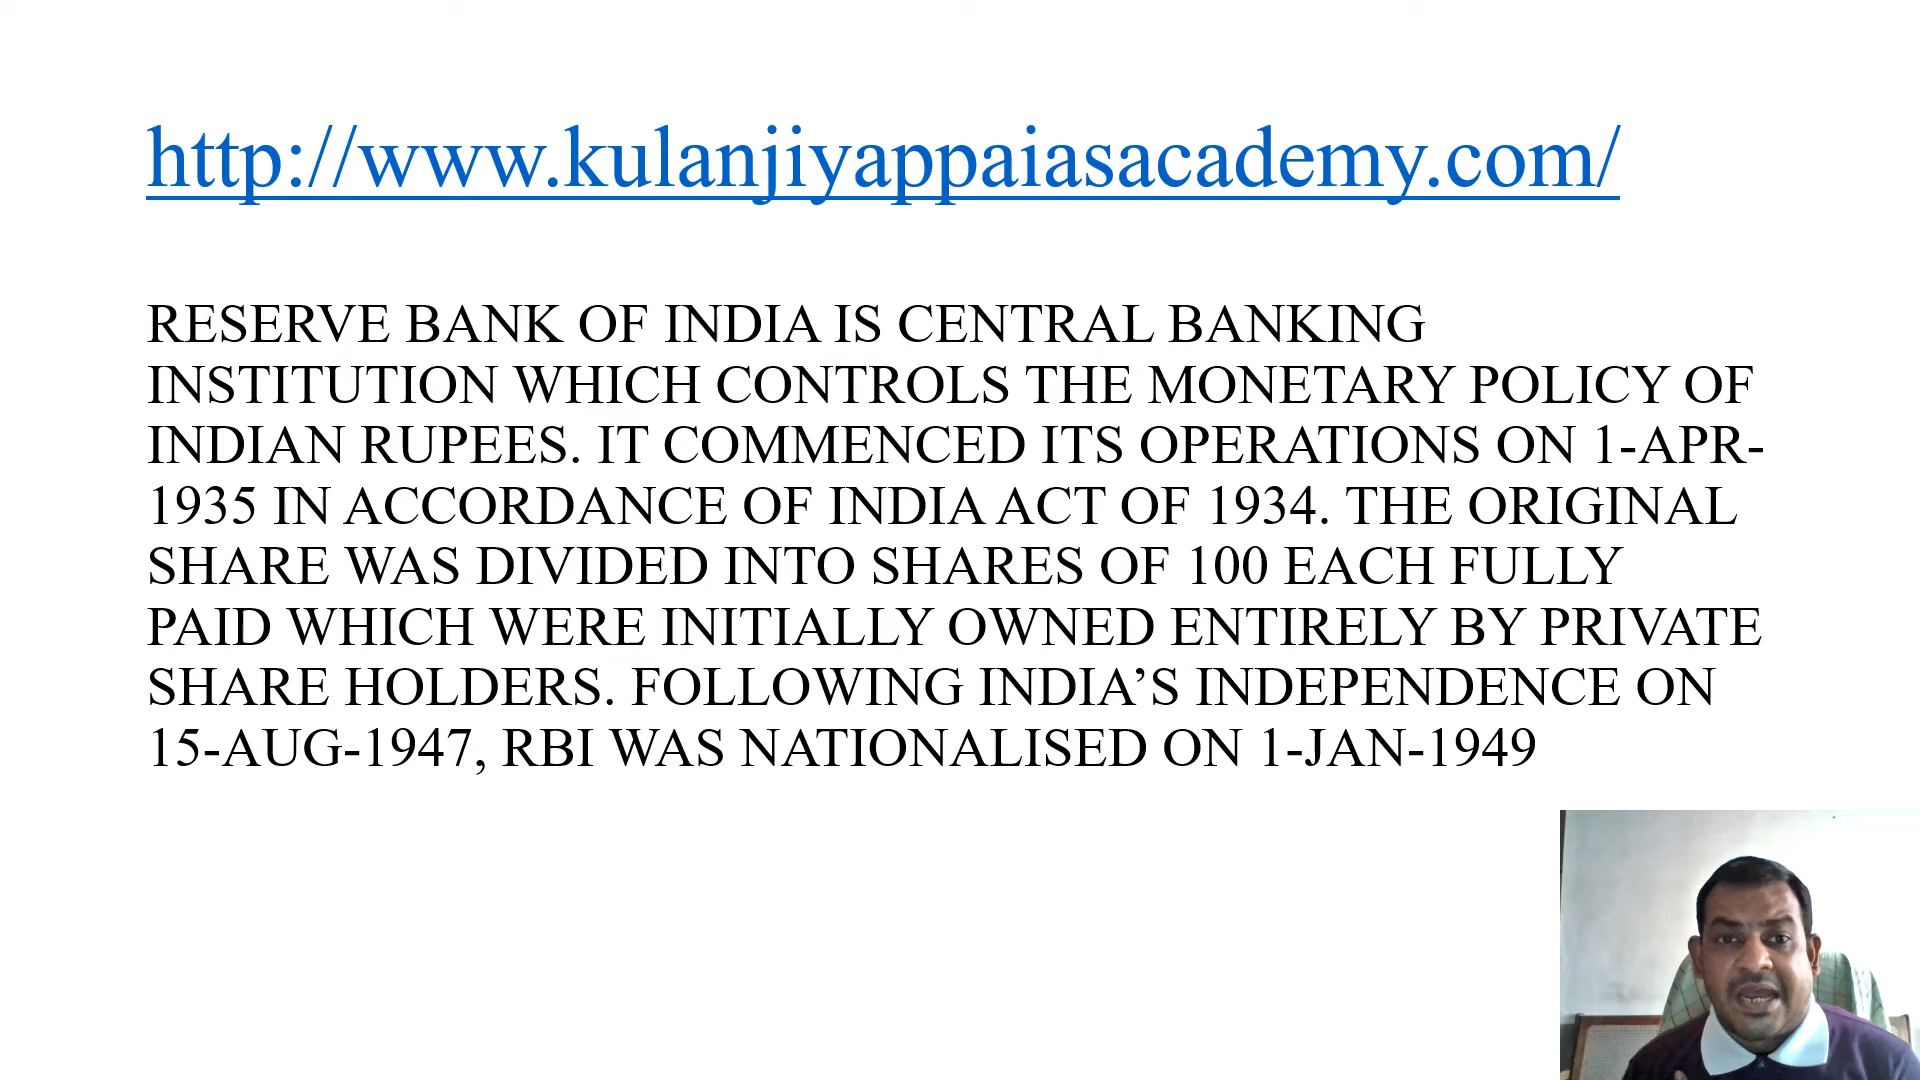 http://www.kulanjiyappaiasacademy.com/
RESERVE BANK OF INDIA IS CENTRAL BANKING
INSTITUTION WHICH CONTROLS THE MONETARY POLICY OF
INDIAN RUPEES. IT COMMENCED ITS OPERATIONS ON 1-APR-
1935 IN ACCORDANCE OF INDIA ACT OF 1934. THE ORIGINAL
SHARE WAS DIVIDED INTO SHARES OF 100 EACH FULLY
PAID WHICH WERE INITIALLY OWNED ENTIRELY BY PRIVATE
SHARE HOLDERS. FOLLOWING INDIA’S INDEPENDENCE ON
15-AUG-1947, RBI WAS NATIONALISED ON 1-JAN-1949